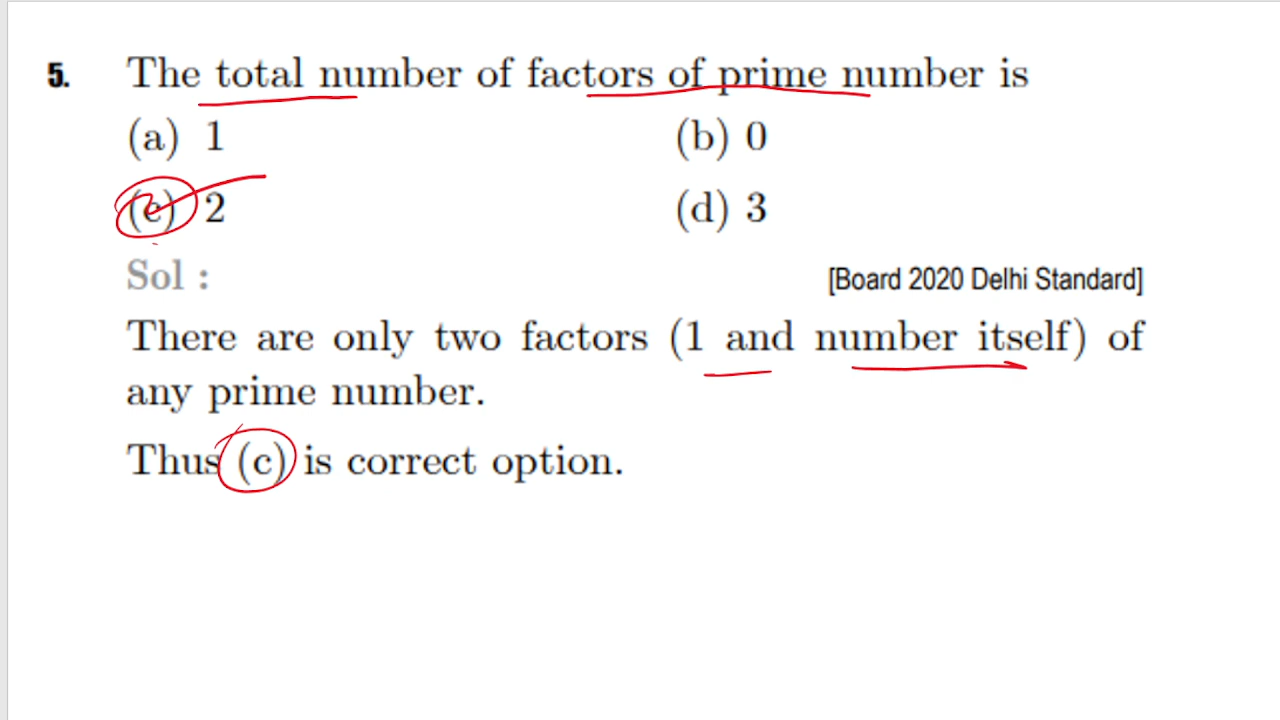 5. The total number of factors of prime number is
(a) 1 (b) 0
(c) 2 (d) 3
Sol :
[Board 2020 Delhi Standard]
There are only two factors (1 and number itself) of
any prime number.
Thus (c) is correct option.